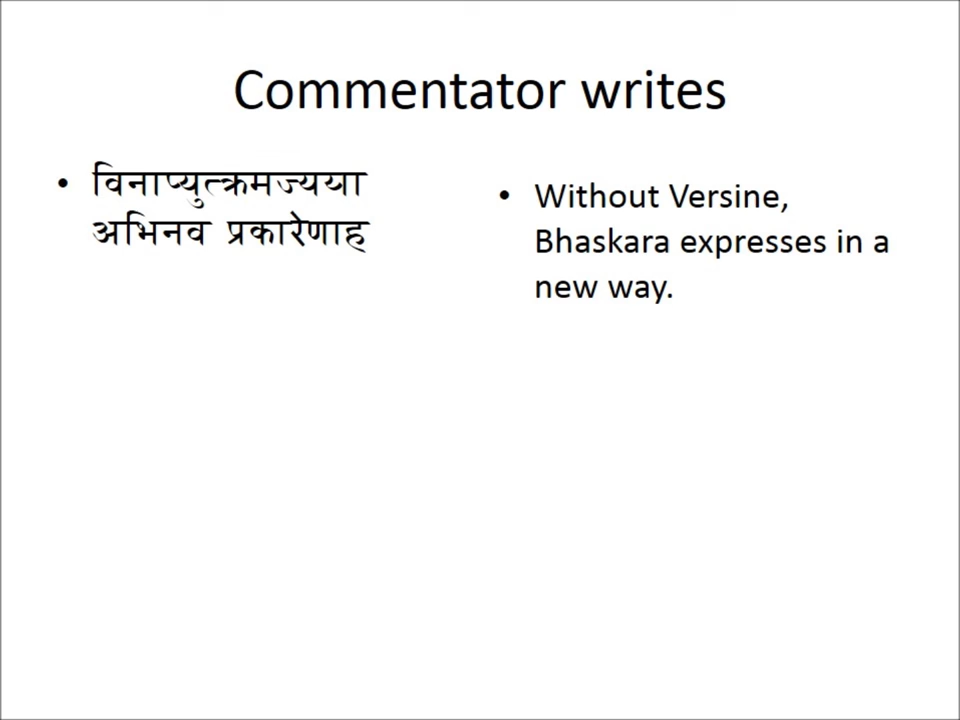 Commentator writes
• विनाप्युत्क्रमज्यया
अभिनव प्रकारेणाह
• Without Versine,
Bhaskara expresses in a
new way.